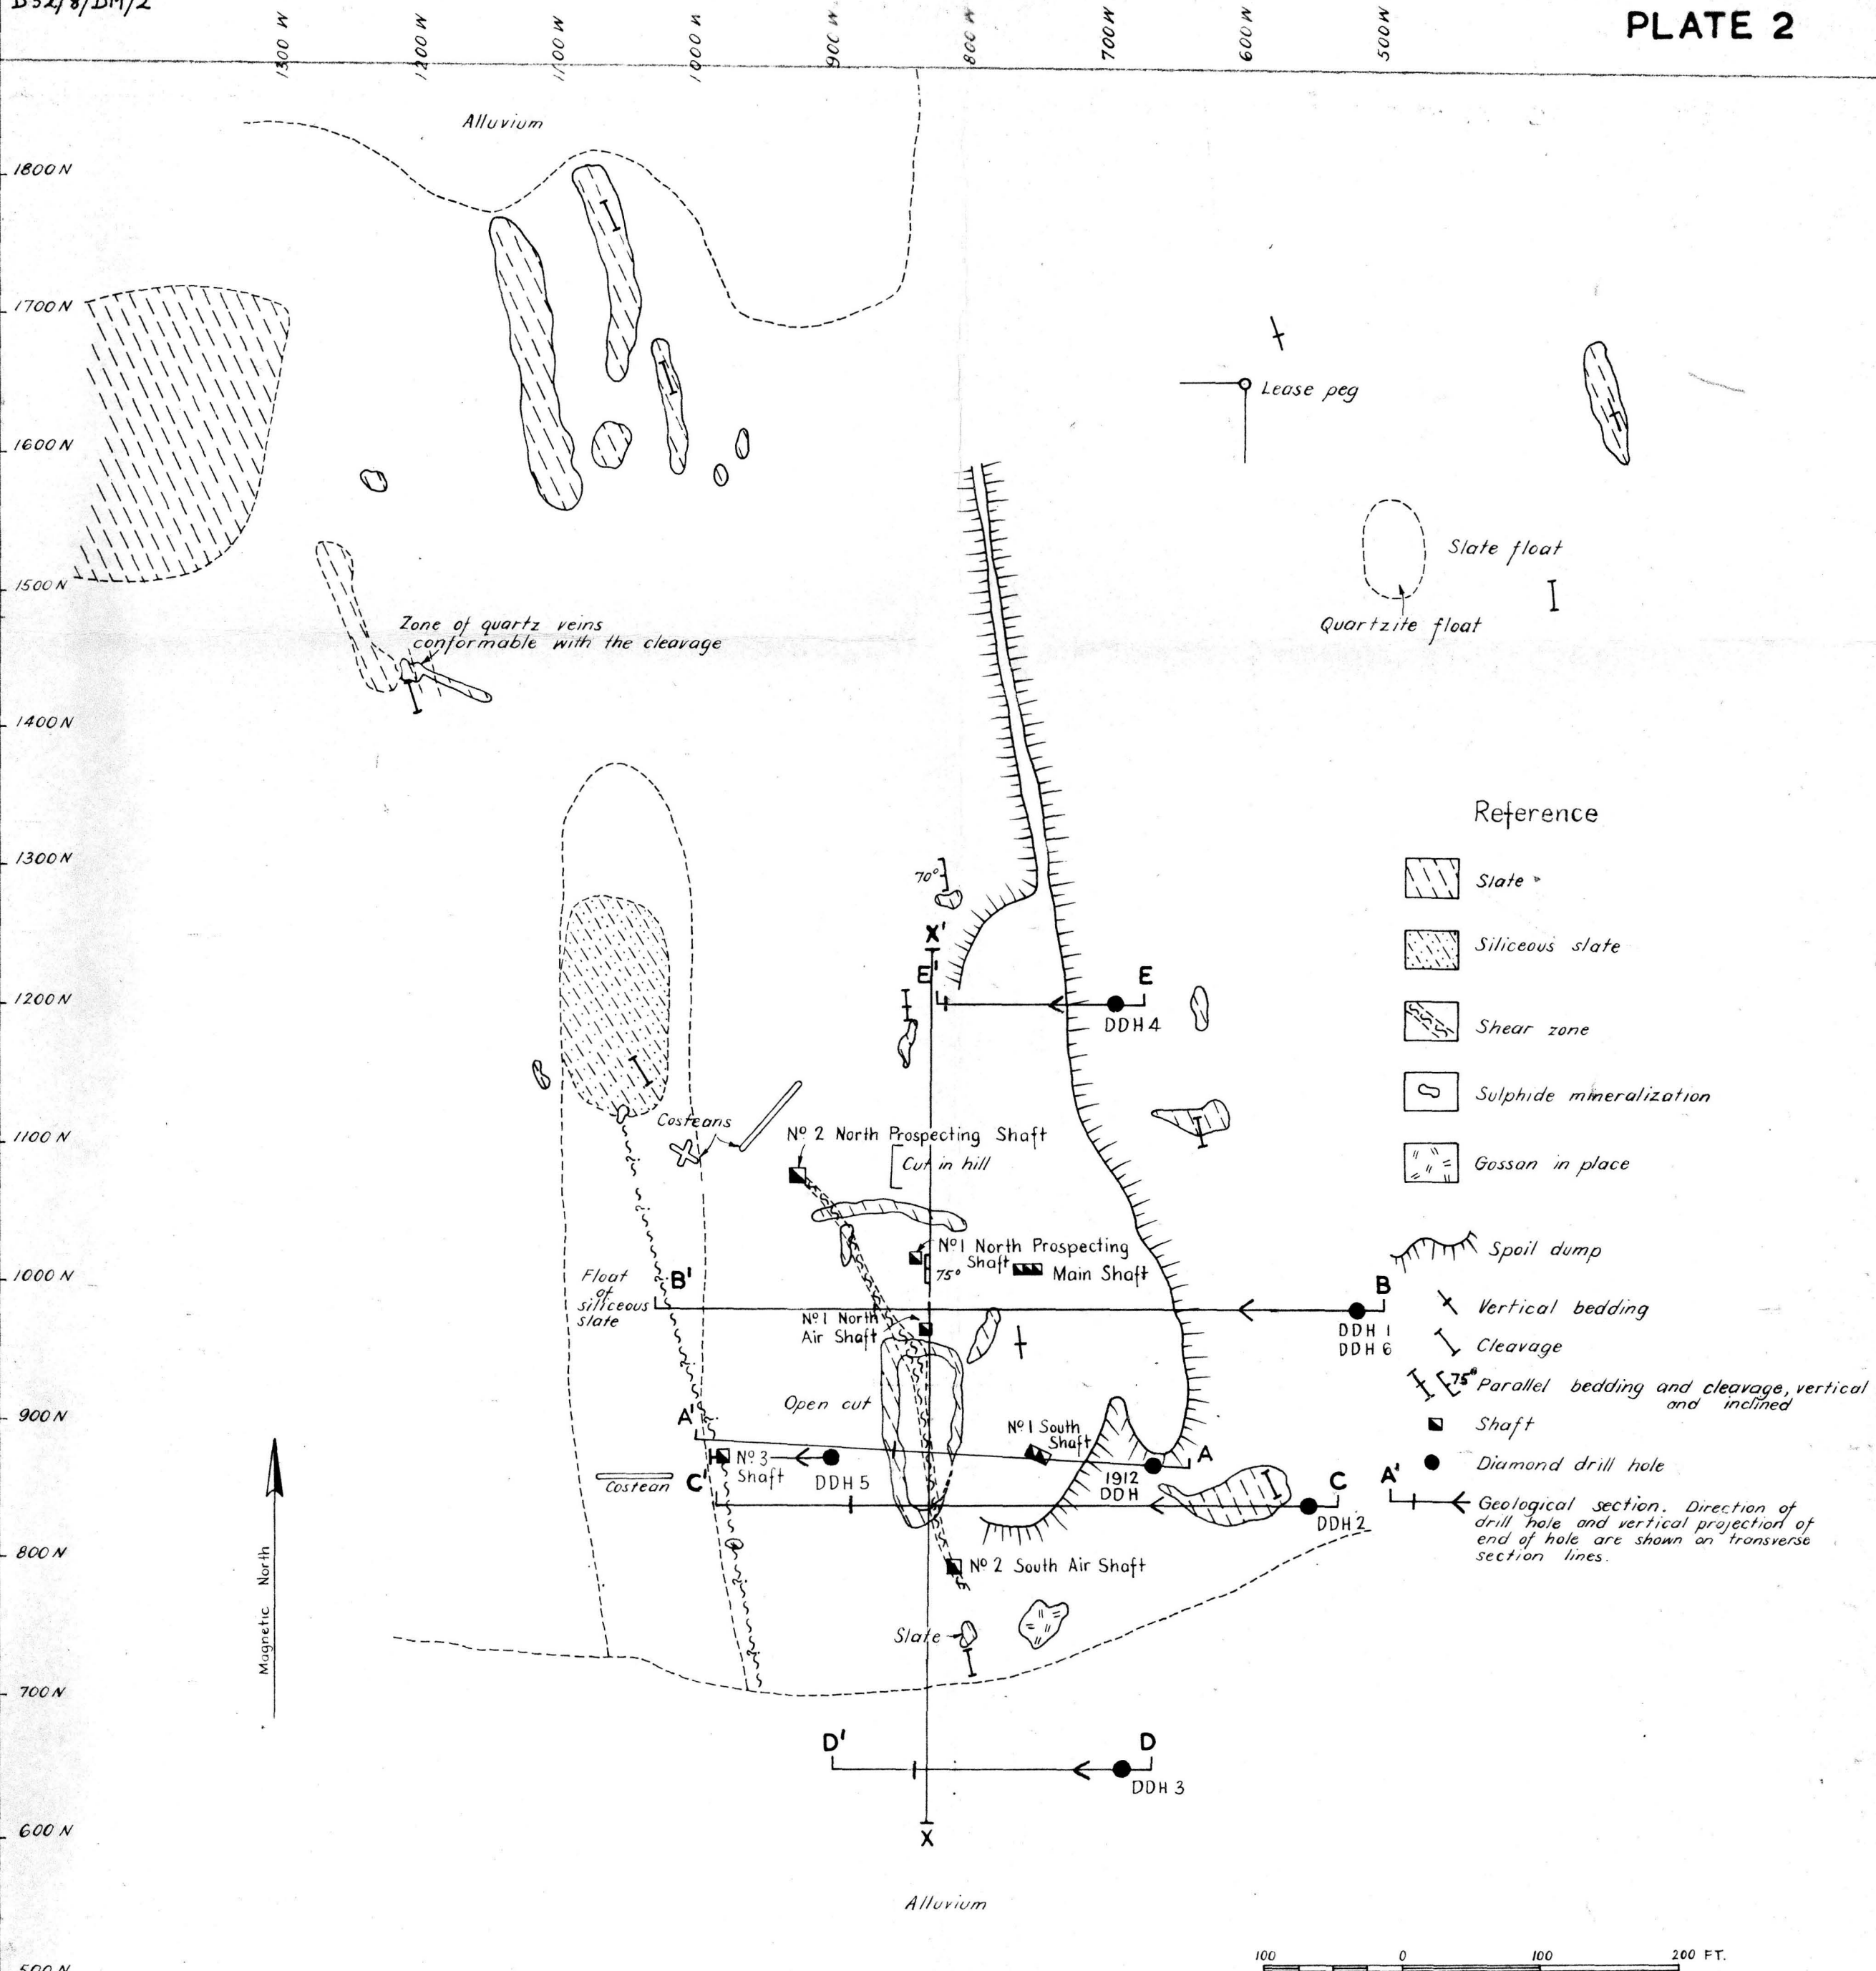 D52/8/DM/2
PLATE 2
1300 W
1200 W
1100 W
1000 W
900 W
800 W
700 W
600 W
500 W
Alluvium
1800 N
1700 N
1600 N
1500 N
1400 N
1300 N
1200 N
1100 N
1000 N
900 N
800 N
700 N
600 N
500 N
Lease peg
Slate float
Quartzite float
Zone of quartz veins
conformable with the cleavage
70°
X'
E'
E
DDH 4
Costeans
Nº 2 North Prospecting Shaft
Cut in hill
Nº 1 North Prospecting
Shaft
75°
Main Shaft
B'
B
Float
of
siliceous
slate
Nº 1 North
Air Shaft
DDH 1
DDH 6
Open cut
A'
Nº 1 South
Shaft
A
Nº 3
Shaft
DDH 5
1912
DDH
Costean
C'
C
DDH 2
Nº 2 South Air Shaft
Slate
D'
D
DDH 3
X
Alluvium
Magnetic North
Reference
Slate
Siliceous slate
Shear zone
Sulphide mineralization
Gossan in place
Spoil dump
Vertical bedding
Cleavage
75° Parallel bedding and cleavage, vertical
and inclined
Shaft
Diamond drill hole
A'
Geological section. Direction of
drill hole and vertical projection of
end of hole are shown on transverse
section lines.
100 0 100 200 FT.